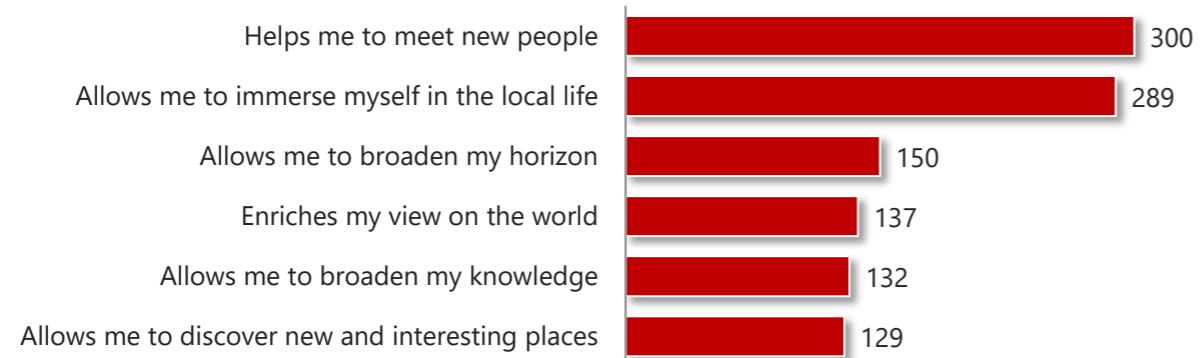 Helps me to meet new people 300
Allows me to immerse myself in the local life 289
Allows me to broaden my horizon 150
Enriches my view on the world 137
Allows me to broaden my knowledge 132
Allows me to discover new and interesting places 129